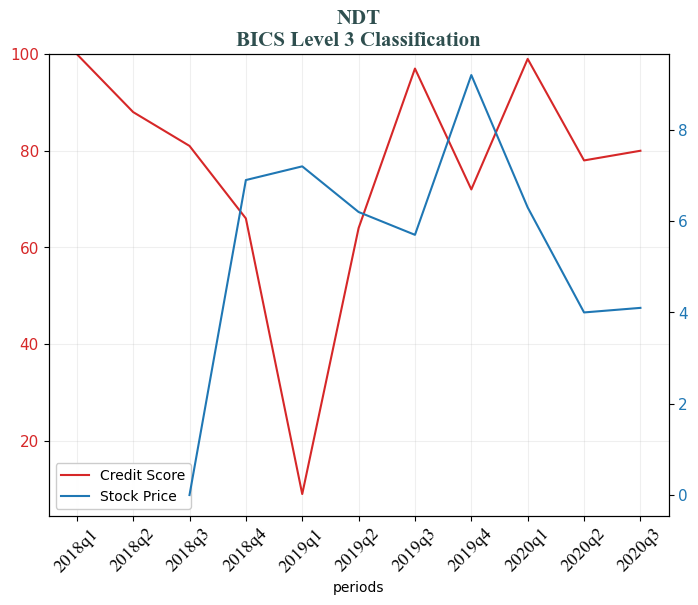 NDT
BICS Level 3 Classification
100
80
60
40
20
8
6
4
2
0
Credit Score
Stock Price
2018q1
2018q2
2018q3
2018q4
2019q1
2019q2
2019q3
2019q4
2020q1
2020q2
2020q3
periods